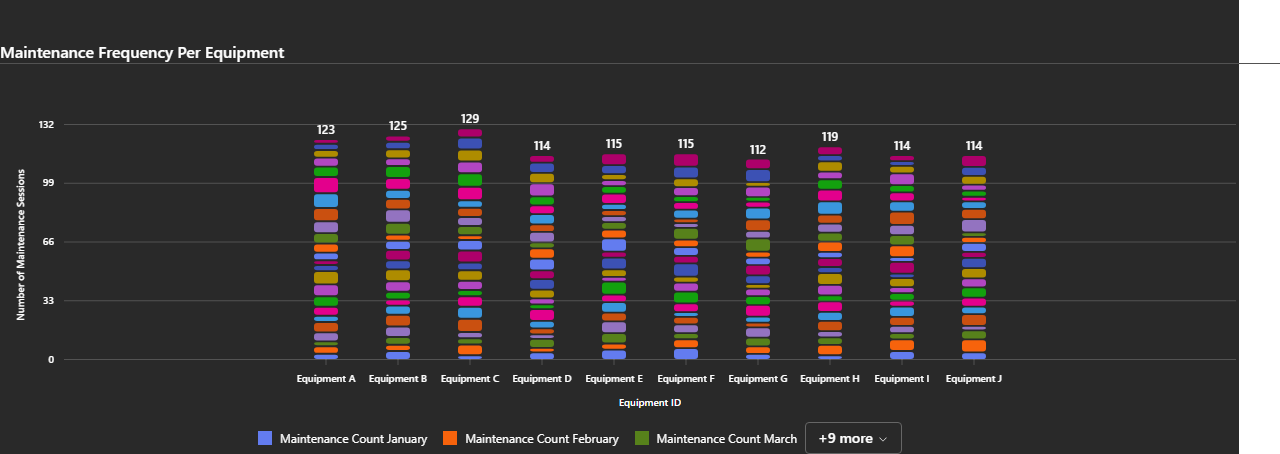 Maintenance Frequency Per Equipment
132
99
66
33
0
Number of Maintenance Sessions
123
125
129
114
115
115
112
119
114
114
Equipment A
Equipment B
Equipment C
Equipment D
Equipment E
Equipment F
Equipment G
Equipment H
Equipment I
Equipment J
Equipment ID
Maintenance Count January
Maintenance Count February
Maintenance Count March
+9 more